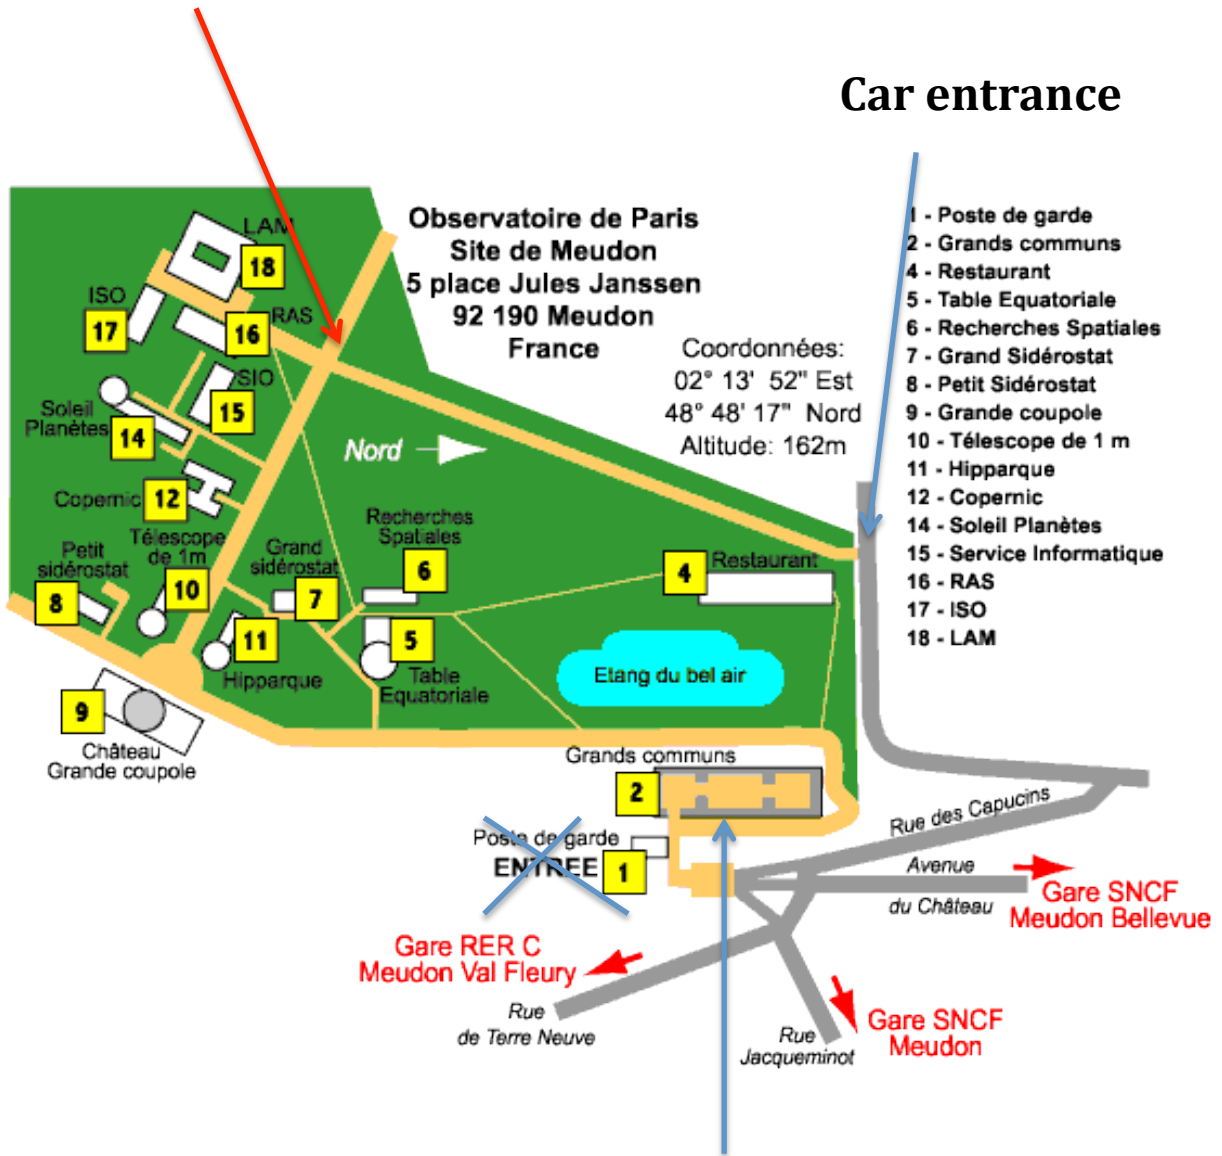 Car entrance
Observatoire de Paris
Site de Meudon
5 place Jules Janssen
92 190 Meudon
France
Coordonnées:
02° 13' 52" Est
48° 48' 17" Nord
Altitude: 162m
1 - Poste de garde
2 - Grands communs
4 - Restaurant
5 - Table Equatoriale
6 - Recherches Spatiales
7 - Grand Sidérostat
8 - Petit Sidérostat
9 - Grande coupole
10 - Télescope de 1 m
11 - Hipparque
12 - Copernic
14 - Soleil Planètes
15 - Service Informatique
16 - RAS
17 - ISO
18 - LAM
LAM
18
ISO
17
RAS
16
SIO
15
Soleil
Planètes
14
Nord
Copernic
12
Télescope
de 1m
10
Petit
sidérostat
8
Grand
sidérostat
7
Recherches
Spatiales
6
Restaurant
4
11
Hipparque
5
Table
Equatoriale
Etang du bel air
9
Château
Grande coupole
Grands communs
2
Poste de garde
ENTREE
1
Rue des Capucins
Avenue
du Château
Gare SNCF
Meudon Bellevue
Gare RER C
Meudon Val Fleury
Rue
de Terre Neuve
Rue
Jacqueminot
Gare SNCF
Meudon